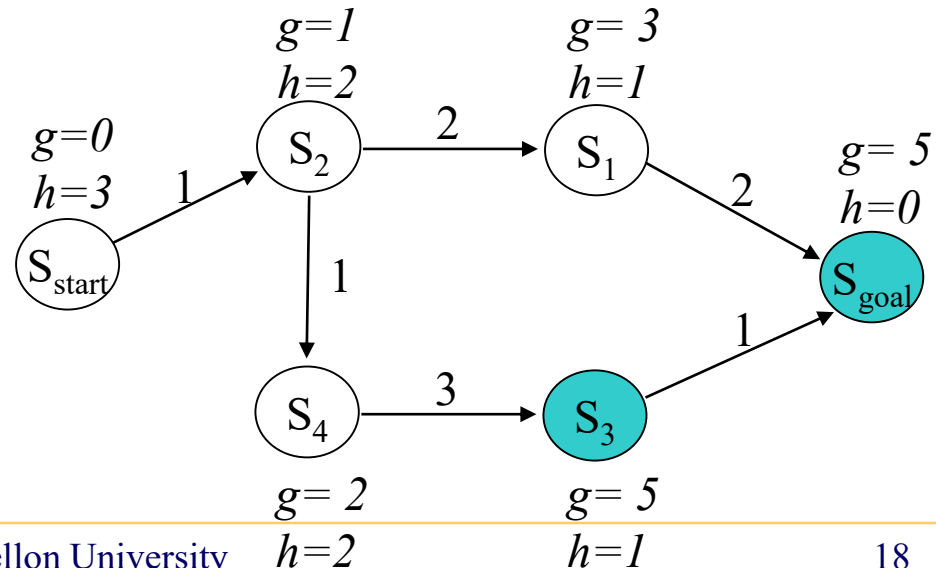 g=1
h=2
g= 3
h=1
g=0
h=3
g= 5
h=0
S2
2
S1
1
2
Sstart
1
Sgoal
1
S4
3
S3
g= 2
h=2
g= 5
h=1
ellon University
18